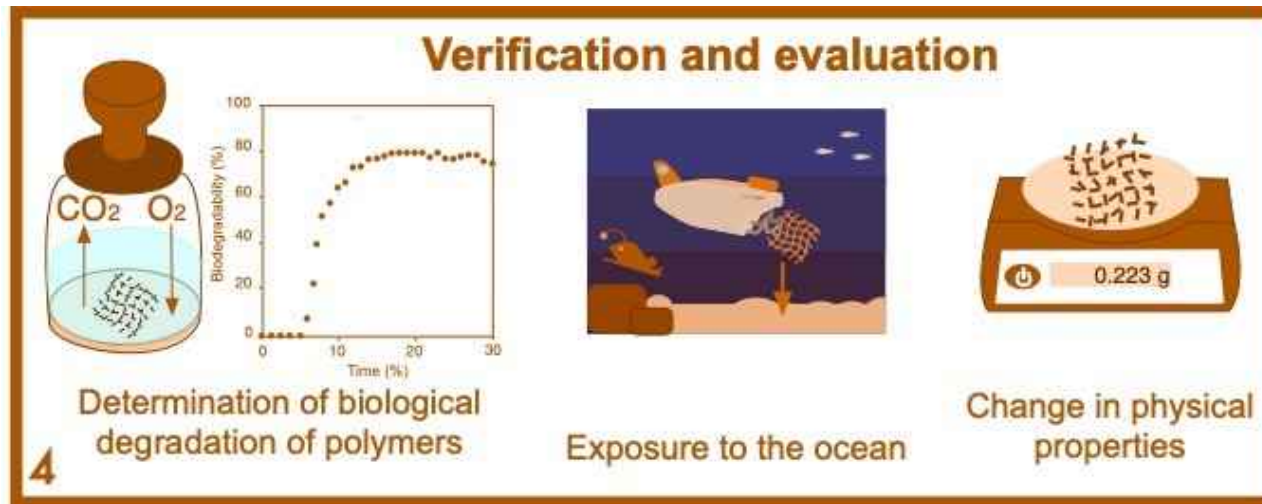 Verification and evaluation
CO2 O2
Biodegradability (%)
100
80
60
40
20
0
0 10 20 30
Time (%)
0.223 g
Determination of biological
degradation of polymers
Exposure to the ocean
Change in physical
properties
4